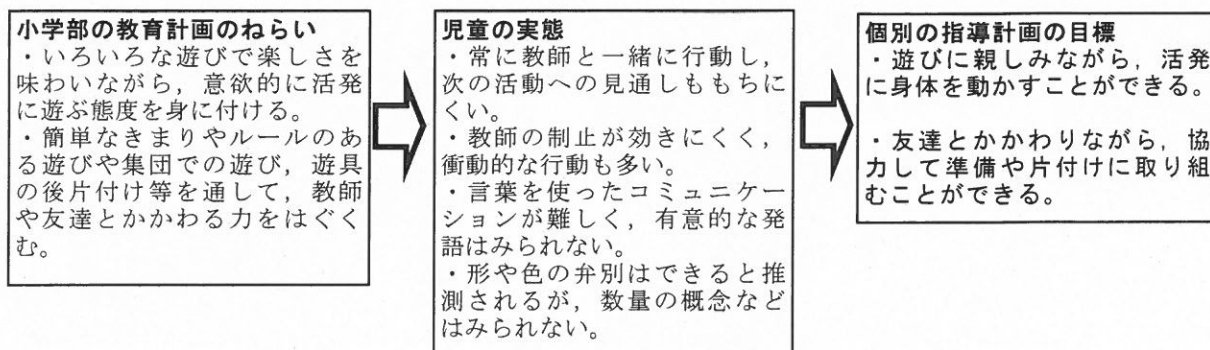 小学部の教育計画のねらい
・いろいろな遊びで楽しさを
味わいながら，意欲的に活発
に遊ぶ態度を身に付ける。
・簡単なきまりやルールのあ
る遊びや集団での遊び，遊具
の後片付け等を通して，教師
や友達とかかわる力をはぐく
む。
児童の実態
・常に教師と一緒に行動し，
次の活動への見通しももちに
くい。
・教師の制止が効きにくく，
衝動的な行動も多い。
・言葉を使ったコミュニケー
ションが難しく，有意的な発
語はみられない。
・形や色の弁別はできると推
測されるが，数量の概念など
はみられない。
個別の指導計画の目標
・遊びに親しみながら，活発
に身体を動かすことができる。
・友達とかかわりながら，協
力して準備や片付けに取り組
むことができる。